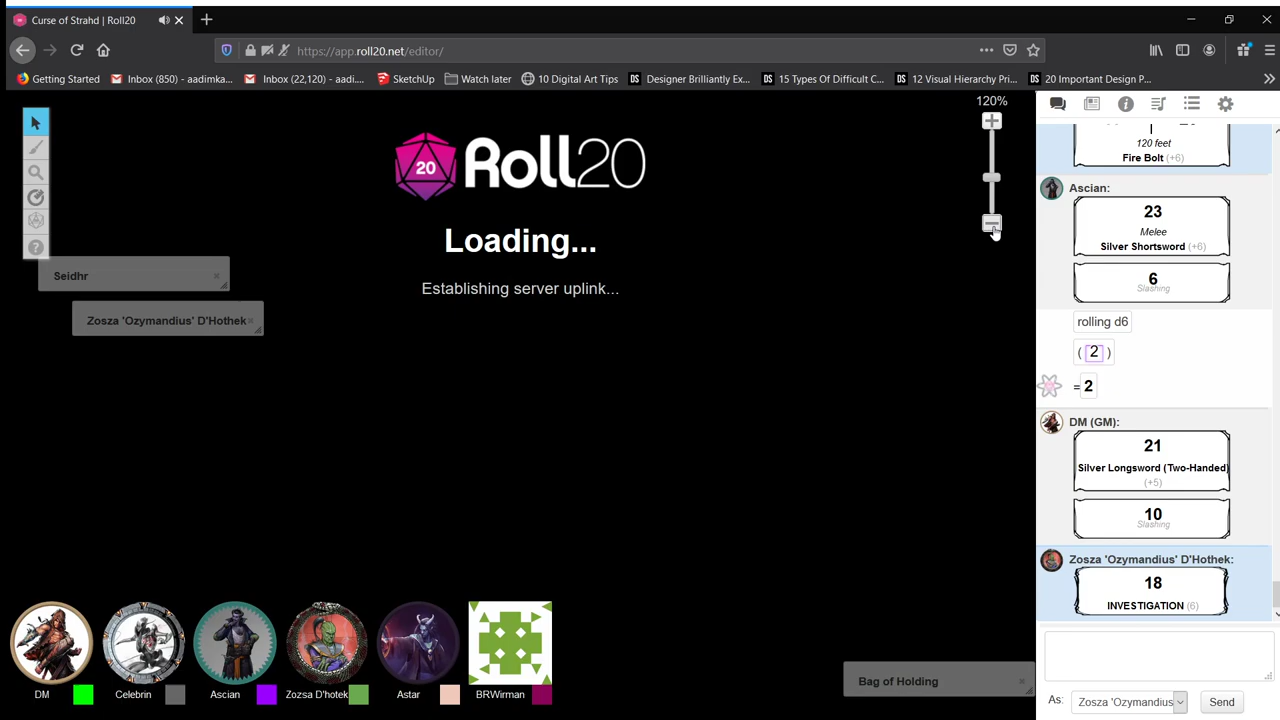 Curse of Strahd | Roll20
https://app.roll20.net/editor/
Getting Started
Inbox (850) - aadimka...
Inbox (22,120) - aadi...
SketchUp
Watch later
10 Digital Art Tips
DS Designer Brilliantly Ex...
DS 15 Types Of Difficult C...
DS 12 Visual Hierarchy Pri...
DS 20 Important Design P...
120%
20 Roll20
Loading...
Establishing server uplink...
Seidhr
Zosza 'Ozymandius' D'Hothek
120 feet
Fire Bolt (+6)
Ascian:
23
Melee
Silver Shortsword (+6)
6
Slashing
rolling d6
( 2 )
=2
DM (GM):
21
Silver Longsword (Two-Handed)
(+5)
10
Slashing
Zosza 'Ozymandius' D'Hothek:
18
INVESTIGATION (6)
DM
Celebrin
Ascian
Zozsa D'hotek
Astar
BRWirman
Bag of Holding
As:
Zosza 'Ozymandius'
Send